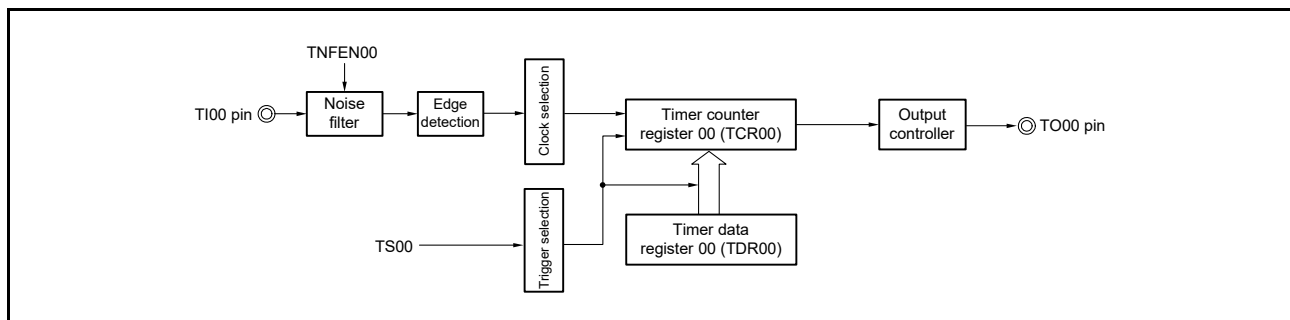 TNFEN00
TI00 pin
Noise
filter
Edge
detection
Clock selection
Timer counter
register 00 (TCR00)
Output
controller
TO00 pin
TS00
Trigger selection
Timer data
register 00 (TDR00)